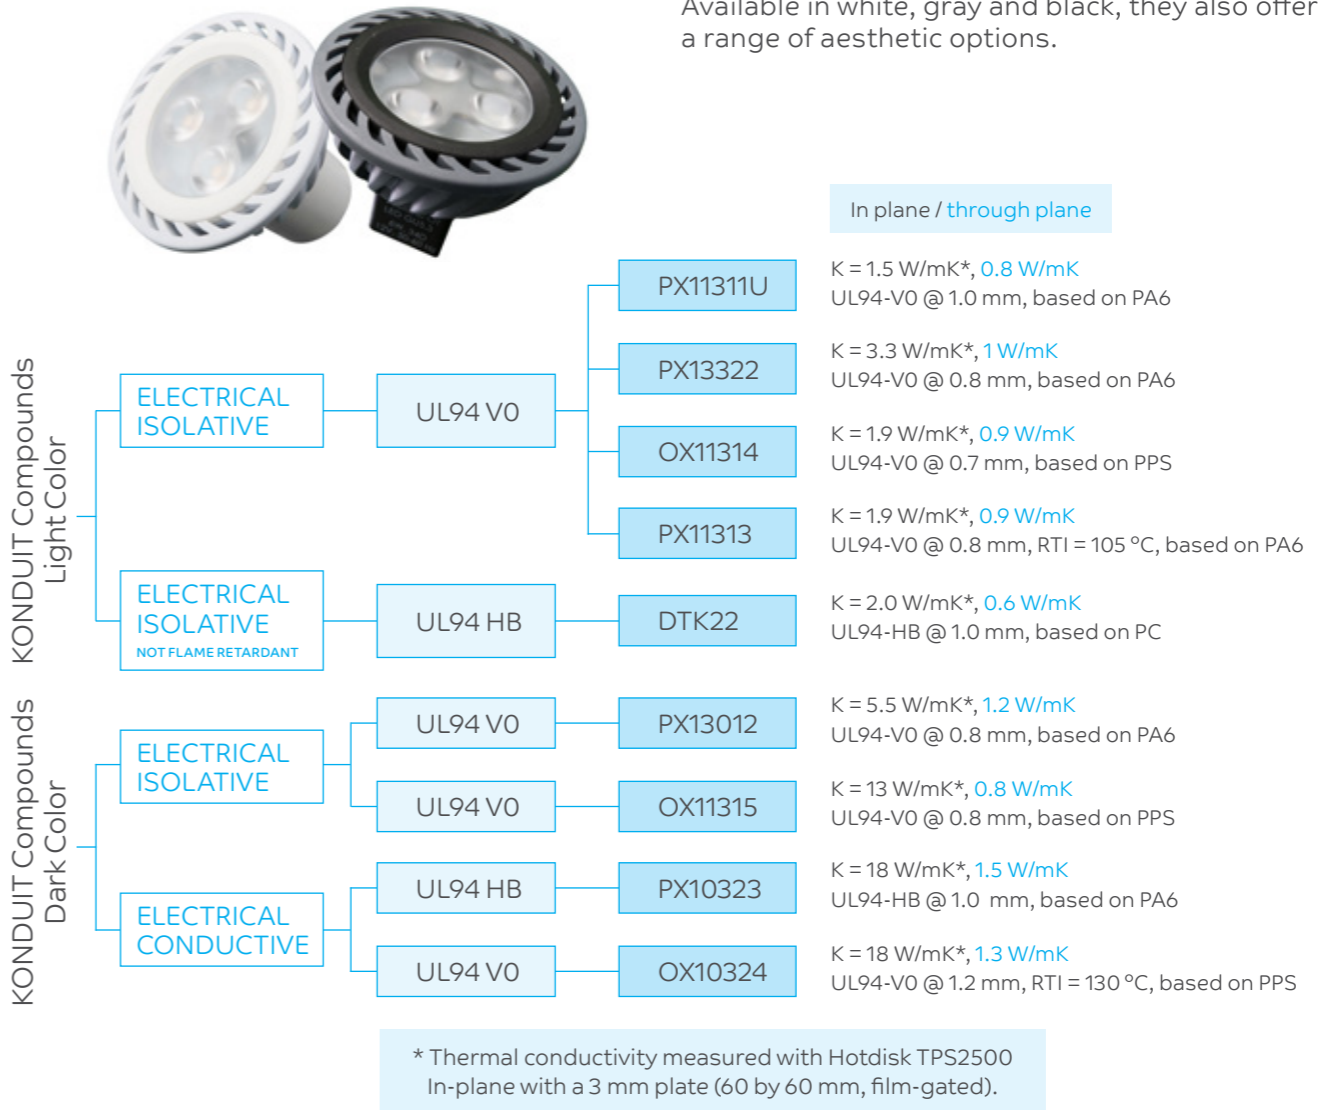 Available in white, gray and black, they also offer
a range of aesthetic options.
In plane / through plane
KONDUIT Compounds
Light Color
ELECTRICAL
ISOLATIVE
UL94 V0
PX11311U
K = 1.5 W/mK*, 0.8 W/mK
UL94-V0 @ 1.0 mm, based on PA6
PX13322
K = 3.3 W/mK*, 1 W/mK
UL94-V0 @ 0.8 mm, based on PA6
OX11314
K = 1.9 W/mK*, 0.9 W/mK
UL94-V0 @ 0.7 mm, based on PPS
PX11313
K = 1.9 W/mK*, 0.9 W/mK
UL94-V0 @ 0.8 mm, RTI = 105 °C, based on PA6
ELECTRICAL
ISOLATIVE
NOT FLAME RETARDANT
UL94 HB
DTK22
K = 2.0 W/mK*, 0.6 W/mK
UL94-HB @ 1.0 mm, based on PC
KONDUIT Compounds
Dark Color
ELECTRICAL
ISOLATIVE
UL94 V0
PX13012
K = 5.5 W/mK*, 1.2 W/mK
UL94-V0 @ 0.8 mm, based on PA6
UL94 V0
OX11315
K = 13 W/mK*, 0.8 W/mK
UL94-V0 @ 0.8 mm, based on PPS
ELECTRICAL
CONDUCTIVE
UL94 HB
PX10323
K = 18 W/mK*, 1.5 W/mK
UL94-HB @ 1.0 mm, based on PA6
UL94 V0
OX10324
K = 18 W/mK*, 1.3 W/mK
UL94-V0 @ 1.2 mm, RTI = 130 °C, based on PPS
* Thermal conductivity measured with Hotdisk TPS2500
In-plane with a 3 mm plate (60 by 60 mm, film-gated).